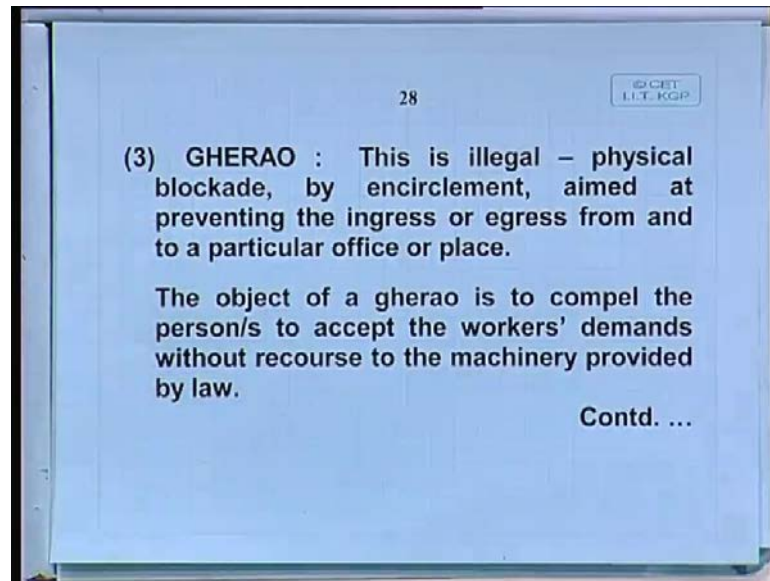 28
© CET
I.I.T. KGP
(3) GHERAO : This is illegal – physical
blockade, by encirclement, aimed at
preventing the ingress or egress from and
to a particular office or place.
The object of a gherao is to compel the
person/s to accept the workers’ demands
without recourse to the machinery provided
by law.
Contd. ...